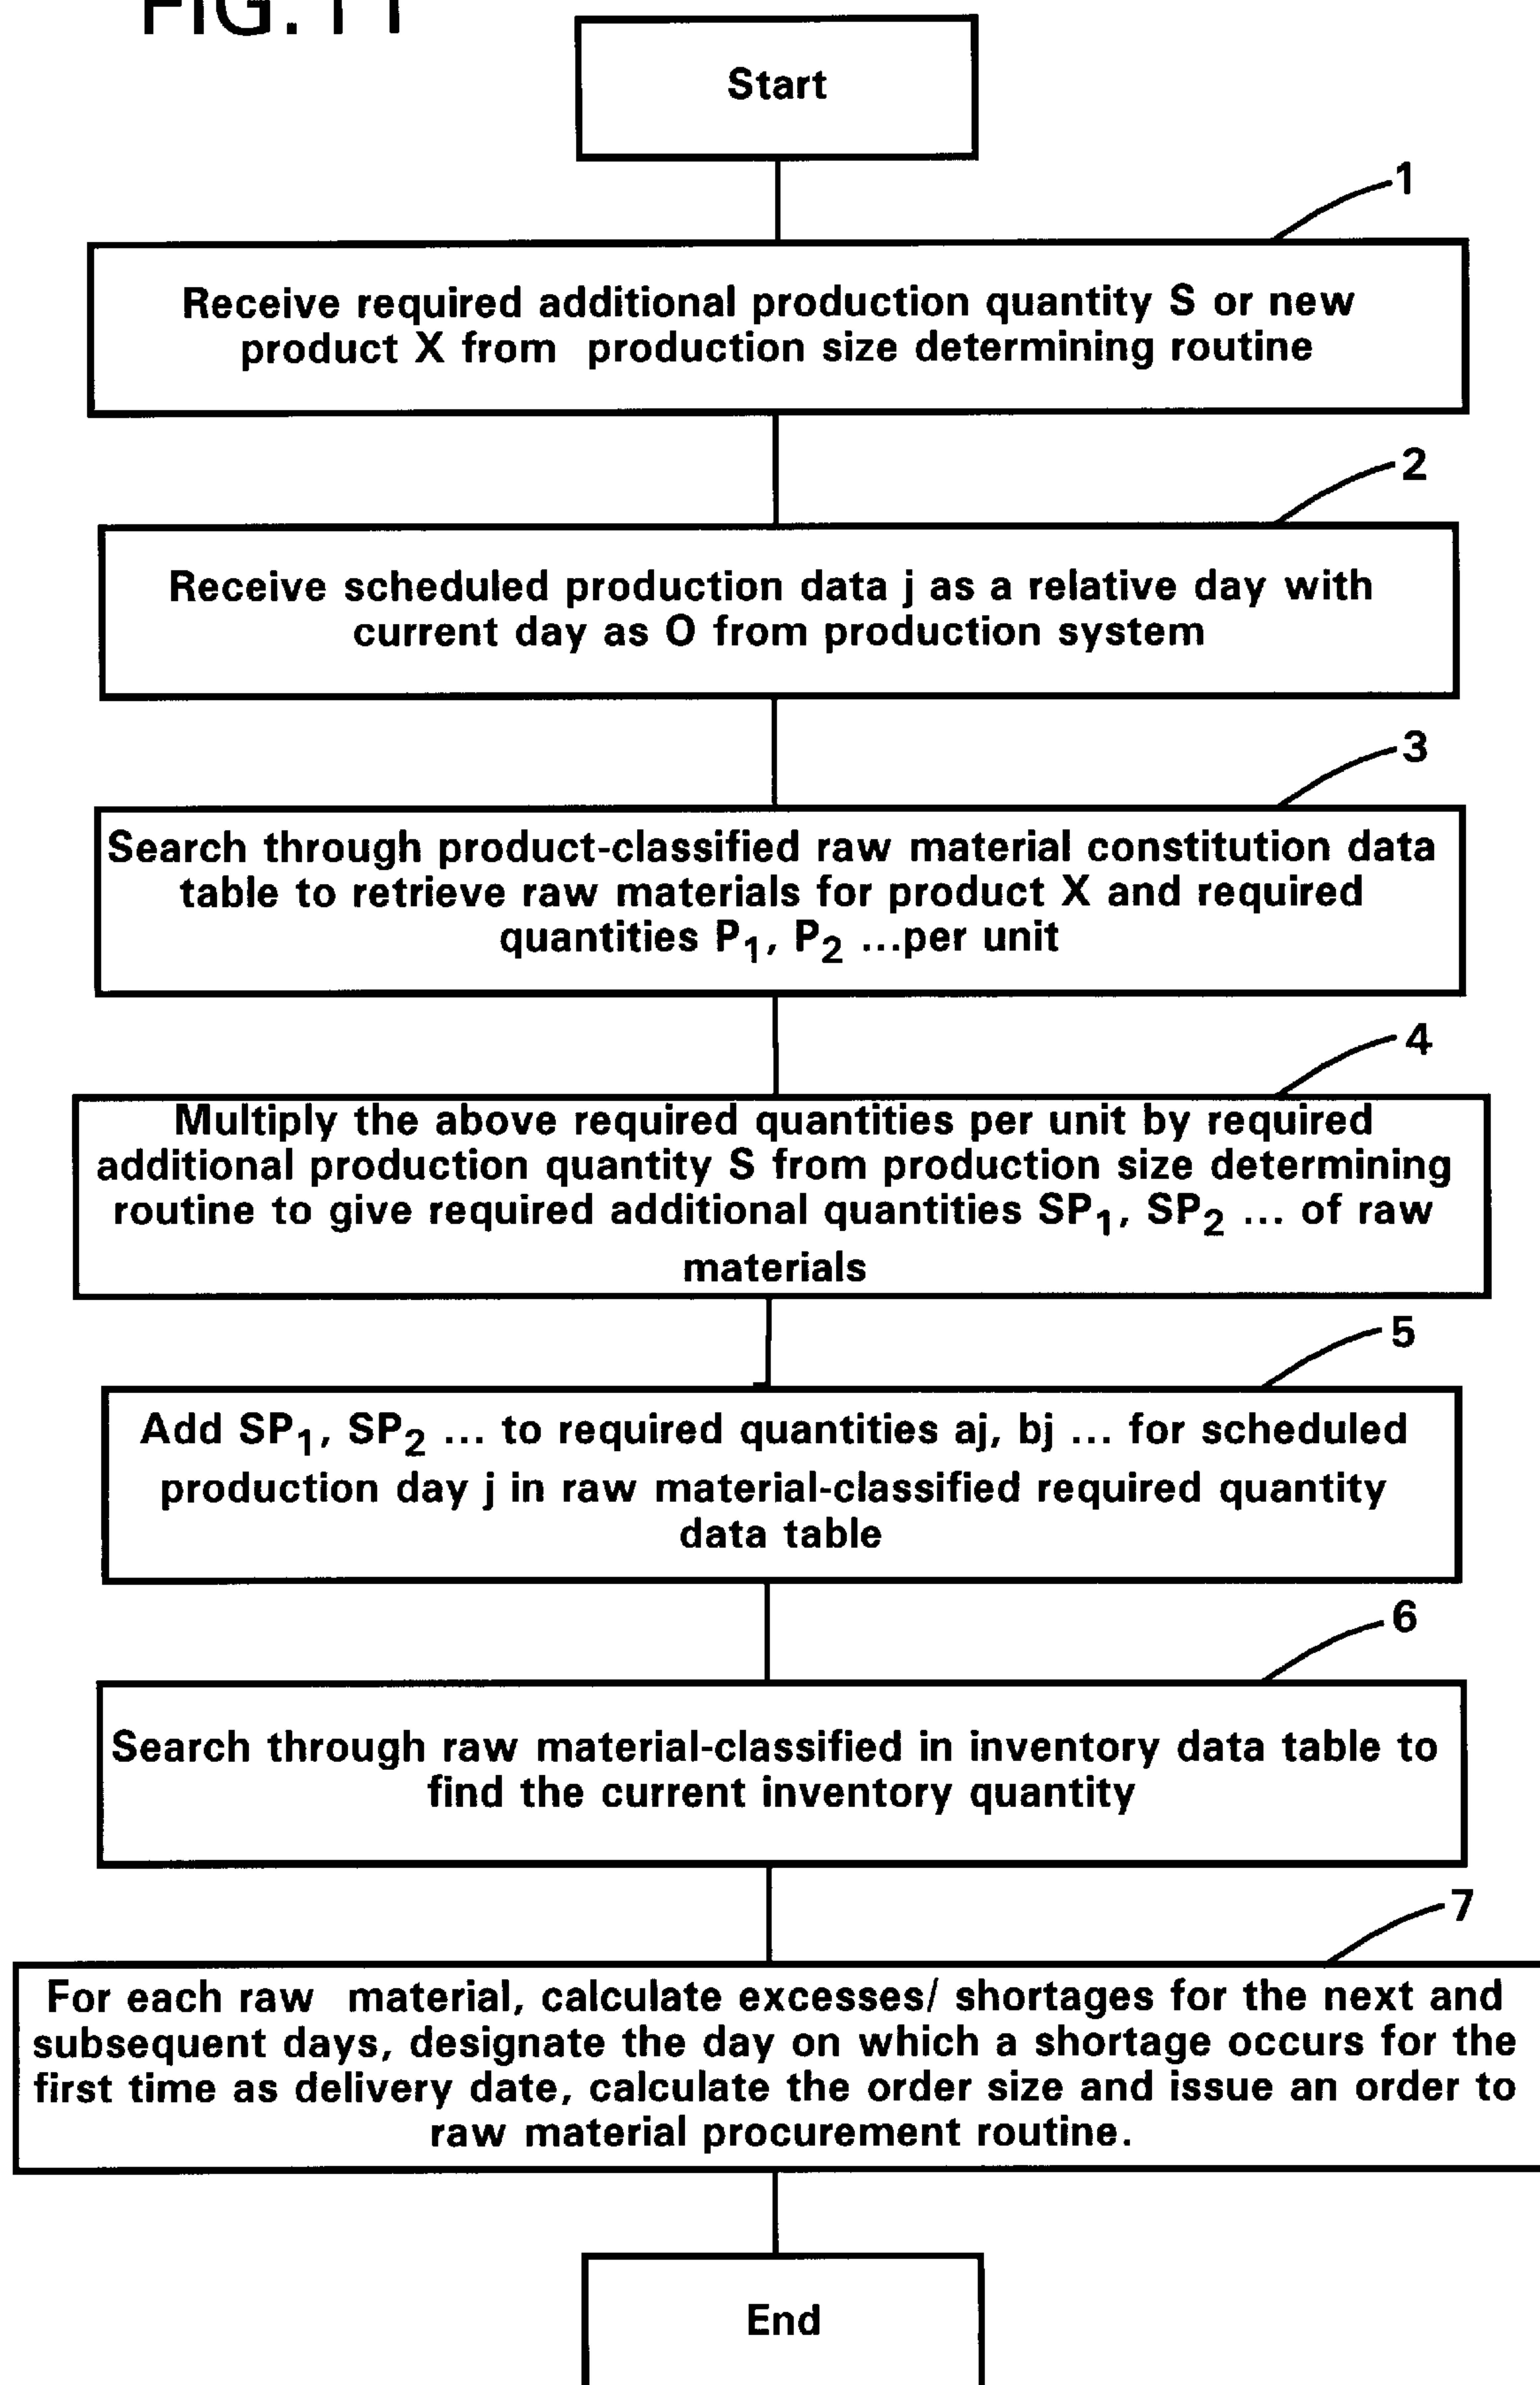 FIG. 11
Start
1
Receive required additional production quantity S or new
product X from production size determining routine
2
Receive scheduled production data j as a relative day with
current day as O from production system
3
Search through product-classified raw material constitution data
table to retrieve raw materials for product X and required
quantities P1, P2 ...per unit
4
Multiply the above required quantities per unit by required
additional production quantity S from production size determining
routine to give required additional quantities SP1, SP2 ... of raw
materials
5
Add SP1, SP2 ... to required quantities aj, bj ... for scheduled
production day j in raw material-classified required quantity
data table
6
Search through raw material-classified in inventory data table to
find the current inventory quantity
7
For each raw material, calculate excesses/ shortages for the next and
subsequent days, designate the day on which a shortage occurs for the
first time as delivery date, calculate the order size and issue an order to
raw material procurement routine.
End